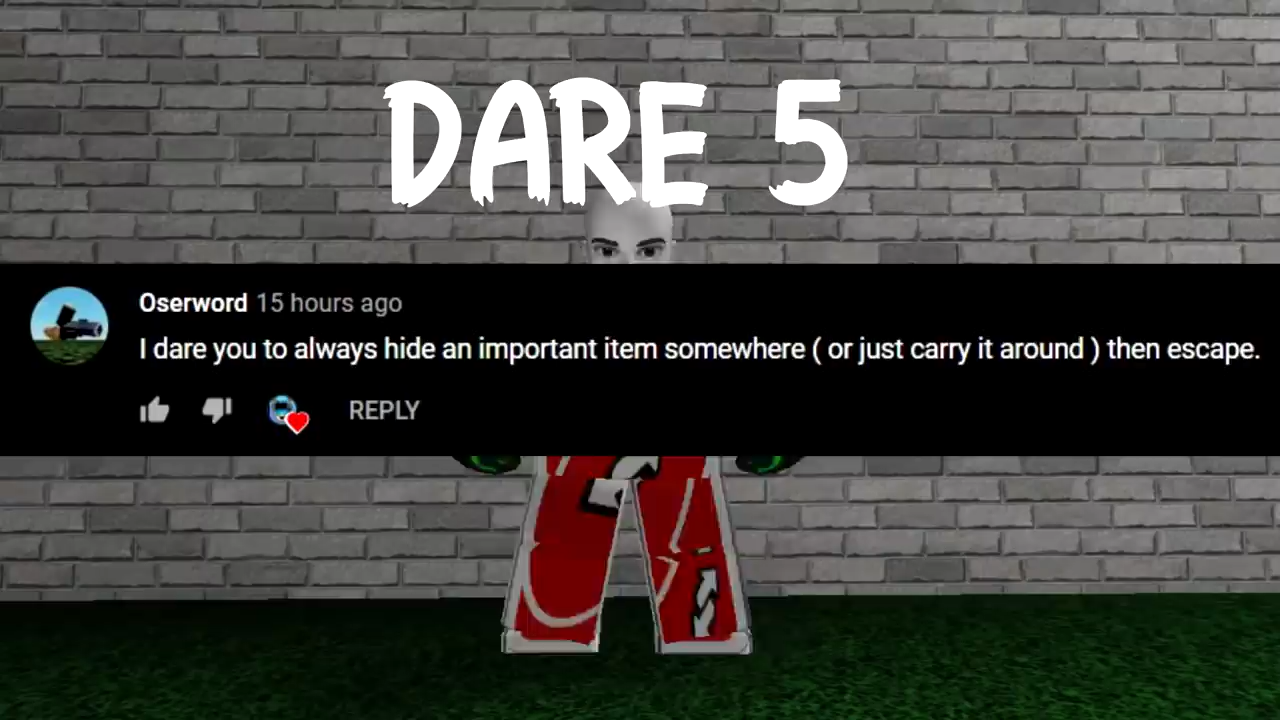 DARE 5
Oserword 15 hours ago
I dare you to always hide an important item somewhere ( or just carry it around ) then escape.
REPLY